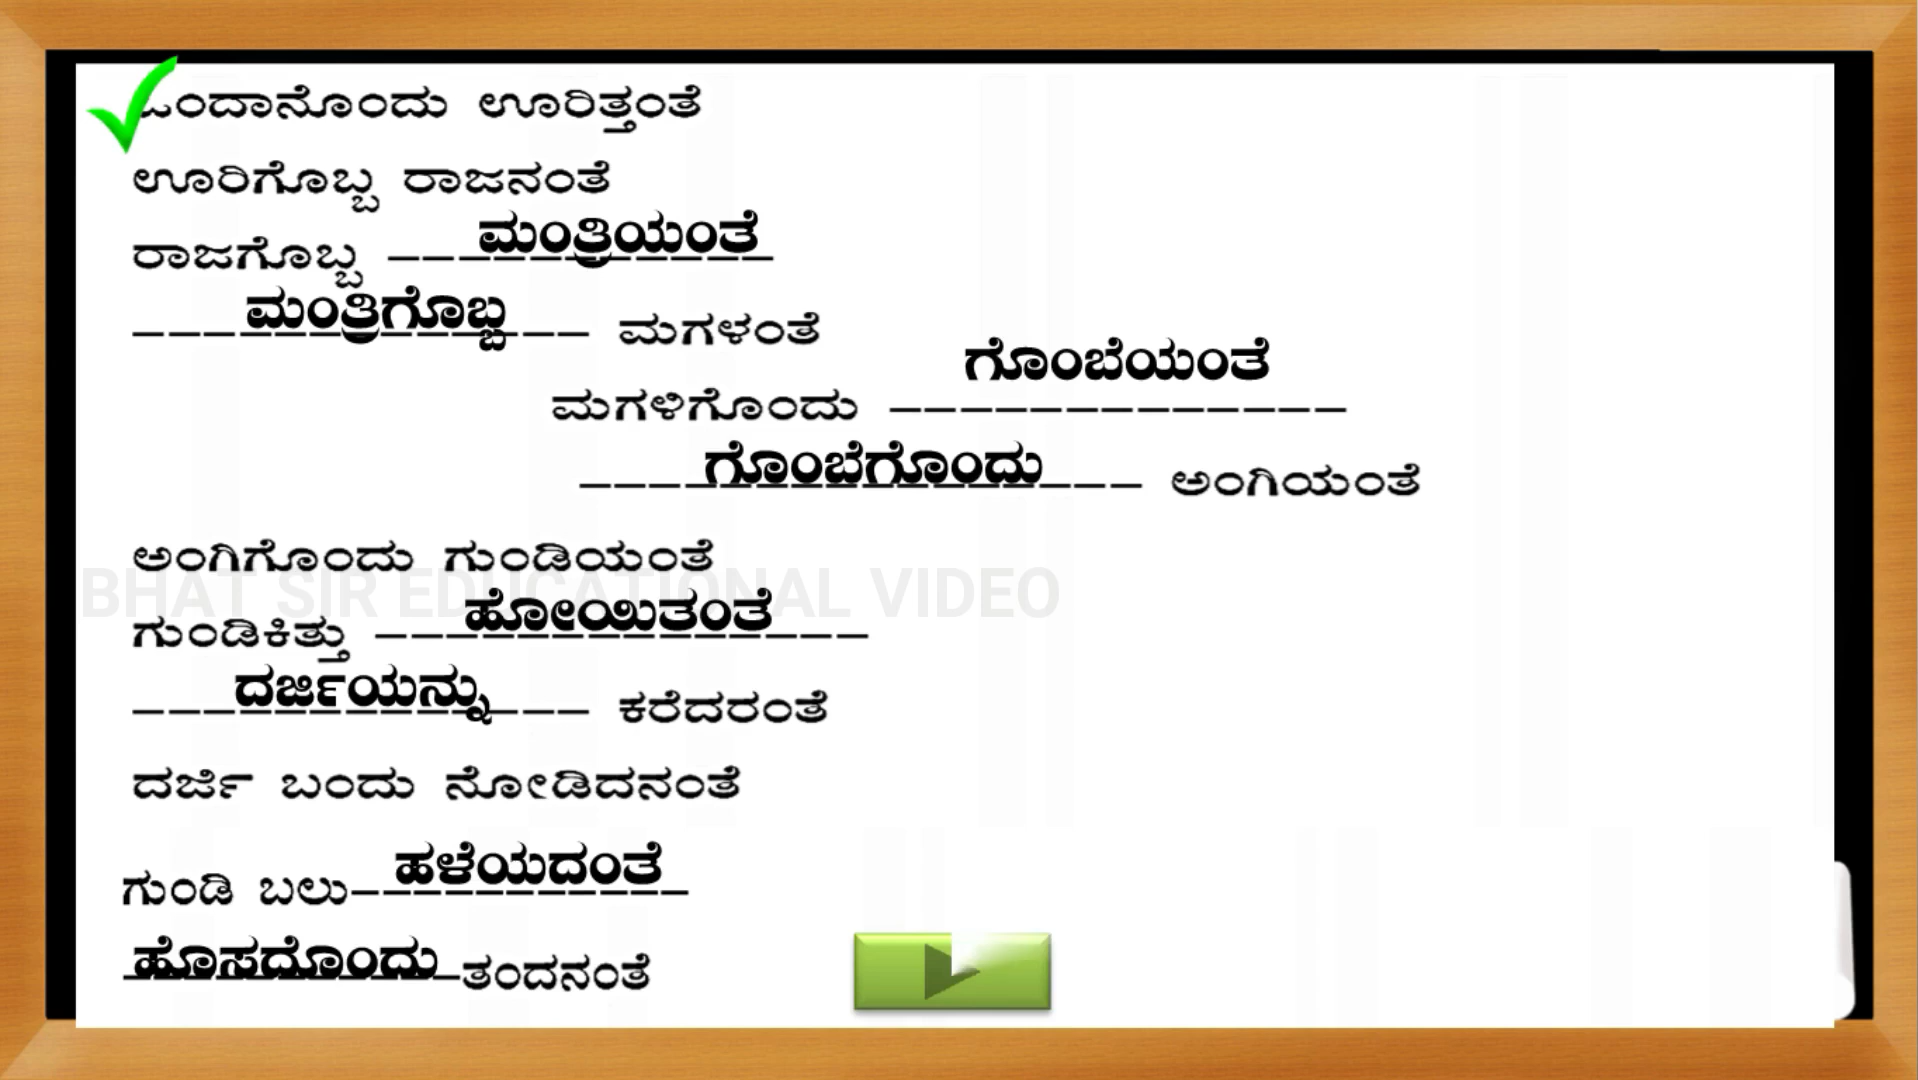 ಒಂದಾನೊಂದು ಊರಿತ್ತಂತೆ
ಊರಿಗೊಬ್ಬ ರಾಜನಂತೆ
ರಾಜಗೊಬ್ಬ ಮಂತ್ರಿಯಂತೆ
ಮಂತ್ರಿಗೊಬ್ಬ ಮಗಳಂತೆ
ಮಗಳಿಗೊಂದು ಗೊಂಬೆಯಂತೆ
ಗೊಂಬೆಗೊಂದು ಅಂಗಿಯಂತೆ
ಅಂಗಿಗೊಂದು ಗುಂಡಿಯಂತೆ
BHAT SIR EDUCATIONAL VIDEO
ಗುಂಡಿಕಿತ್ತು ಹೋಯಿತಂತೆ
ದರ್ಜಿಯನ್ನು ಕರೆದರಂತೆ
ದರ್ಜಿ ಬಂದು ನೋಡಿದನಂತೆ
ಗುಂಡಿ ಬಲು ಹಳೆಯದಂತೆ
ಹೊಸದೊಂದು ತಂದನಂತೆ